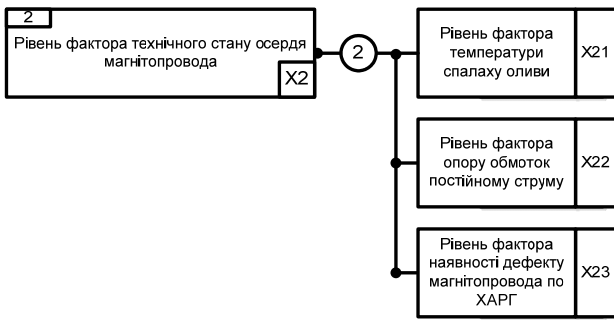 2
Рівень фактора технічного стану осердя
магнітопровода
X2
2
Рівень фактора
температури
спалаху оливи
X21
Рівень фактора
опору обмоток
постійному струму
X22
Рівень фактора
наявності дефекту
магнітопровода по
ХАРГ
X23